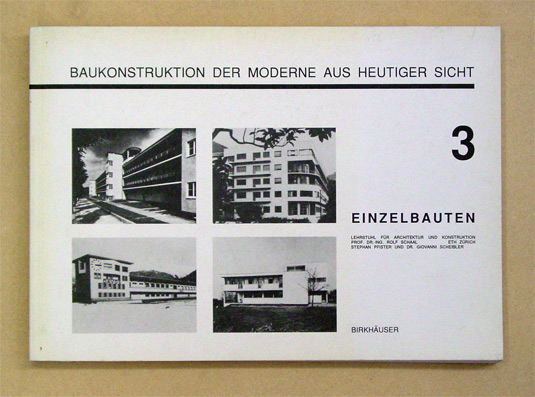 BAUKONSTRUKTION DER MODERNE AUS HEUTIGER SICHT
3
EINZELBAUTEN
LEHRSTUHL FÜR ARCHITEKTUR UND KONSTRUKTION
PROF. DR.-ING. ROLF SCHAAL ETH ZÜRICH
STEPHAN PFISTER UND DR. GIOVANNI SCHEIBLER
BIRKHÄUSER